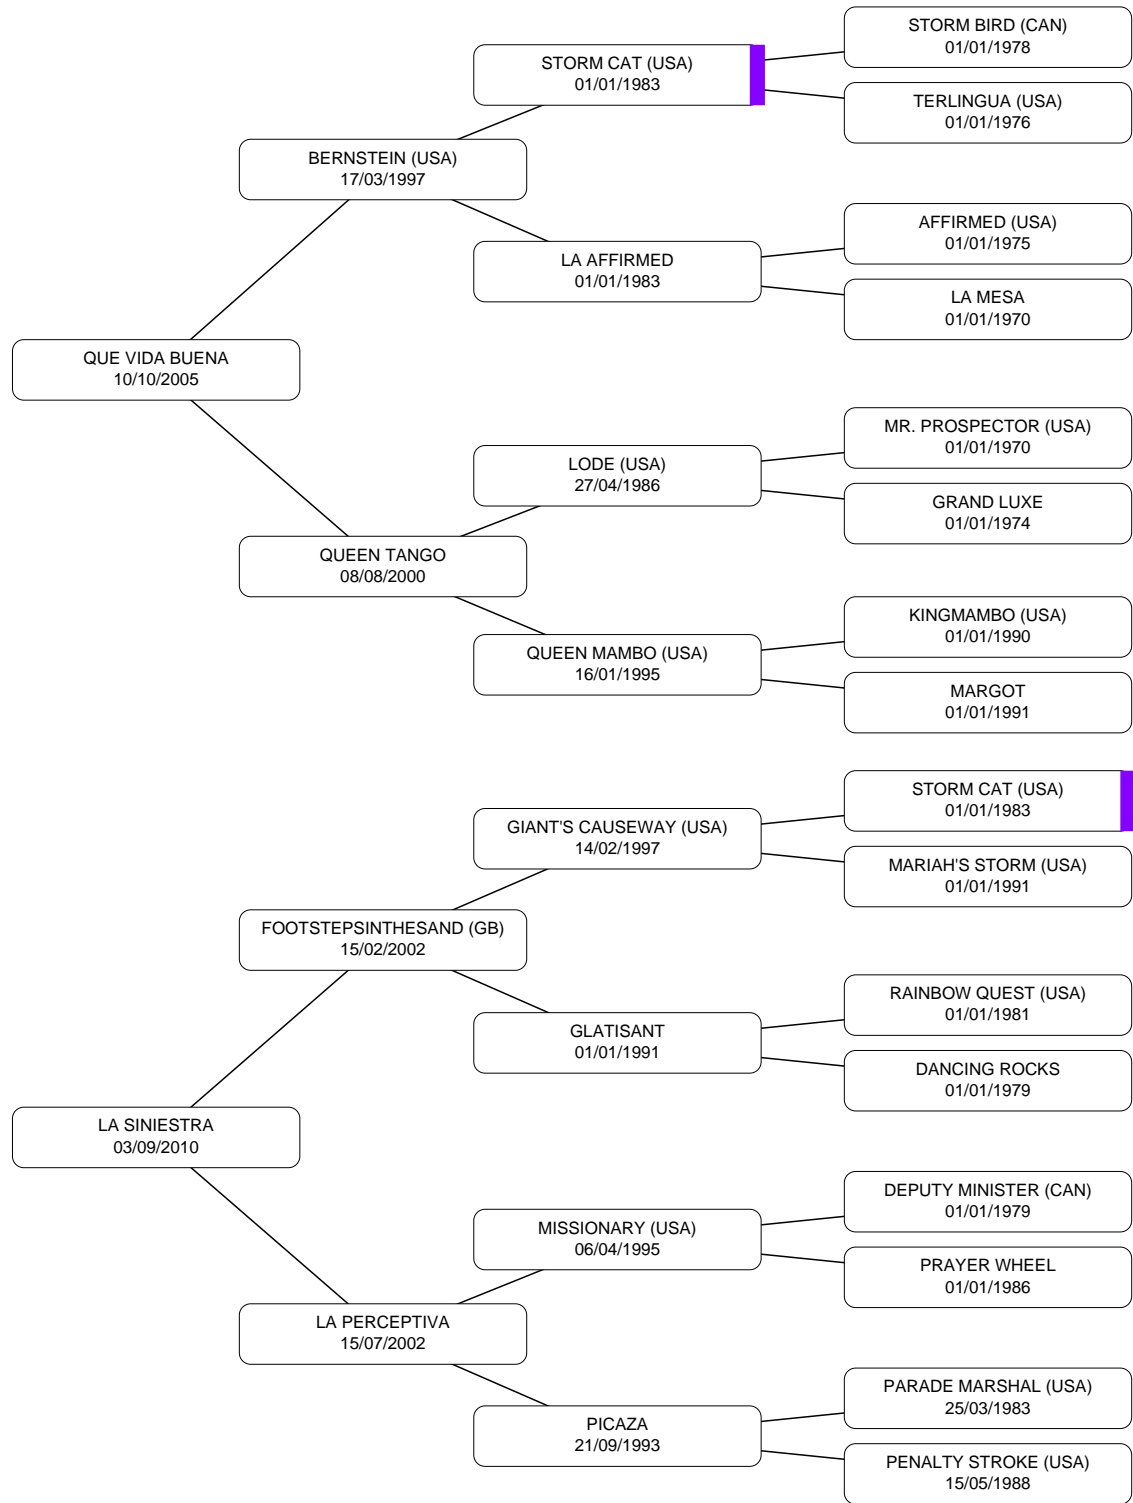 STORM BIRD (CAN)
01/01/1978
STORM CAT (USA)
01/01/1983
TERLINGUA (USA)
01/01/1976
BERNSTEIN (USA)
17/03/1997
AFFIRMED (USA)
01/01/1975
LA AFFIRMED
01/01/1983
LA MESA
01/01/1970
QUE VIDA BUENA
10/10/2005
MR. PROSPECTOR (USA)
01/01/1970
LODE (USA)
27/04/1986
GRAND LUXE
01/01/1974
QUEEN TANGO
08/08/2000
KINGMAMBO (USA)
01/01/1990
QUEEN MAMBO (USA)
16/01/1995
MARGOT
01/01/1991
STORM CAT (USA)
01/01/1983
GIANT'S CAUSEWAY (USA)
14/02/1997
MARIAH'S STORM (USA)
01/01/1991
FOOTSTEPSINTHESAND (GB)
15/02/2002
RAINBOW QUEST (USA)
01/01/1981
GLATISANT
01/01/1991
DANCING ROCKS
01/01/1979
LA SINIESTRA
03/09/2010
DEPUTY MINISTER (CAN)
01/01/1979
MISSIONARY (USA)
06/04/1995
PRAYER WHEEL
01/01/1986
LA PERCEPTIVA
15/07/2002
PARADE MARSHAL (USA)
25/03/1983
PICAZA
21/09/1993
PENALTY STROKE (USA)
15/05/1988